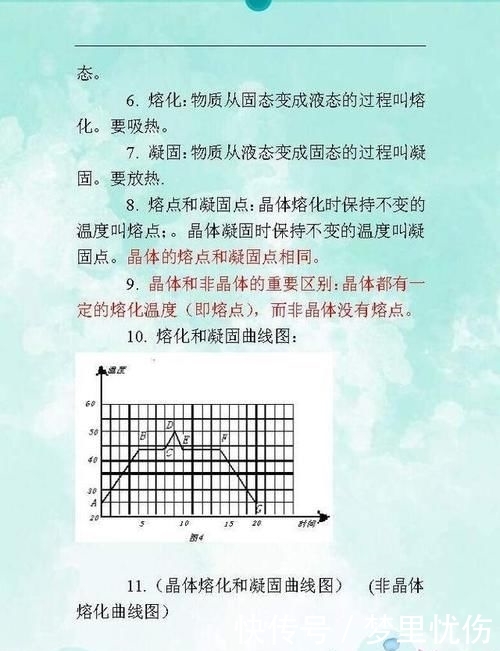 态。
6. 熔化:物质从固态变成液态的过程叫熔
化。要吸热。
7. 凝固:物质从液态变成固态的过程叫凝
固。要放热.
8. 熔点和凝固点:晶体熔化时保持不变的
温度叫熔点;。晶体凝固时保持不变的温度叫凝
固点。晶体的熔点和凝固点相同。
9. 晶体和非晶体的重要区别:晶体都有一
定的熔化温度(即熔点),而非晶体没有熔点。
10. 熔化和凝固曲线图:
温度
60
50
40
30
20
A
B
C
D
E
F
G
5
10
15
20
时间
图4
11.(晶体熔化和凝固曲线图) (非晶体
熔化曲线图)
快传号 / 梦里忧伤